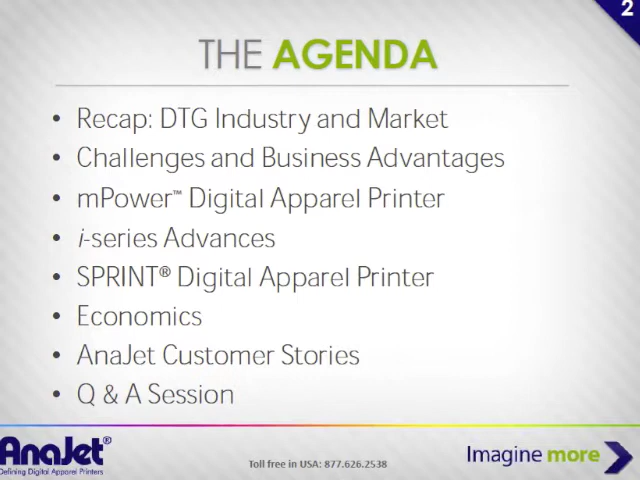 2
THE AGENDA
• Recap: DTG Industry and Market
• Challenges and Business Advantages
• mPower™ Digital Apparel Printer
• i-series Advances
• SPRINT® Digital Apparel Printer
• Economics
• AnaJet Customer Stories
• Q & A Session
AnaJet®
Defining Digital Apparel Printers
Toll free in USA: 877.626.2538
Imagine more